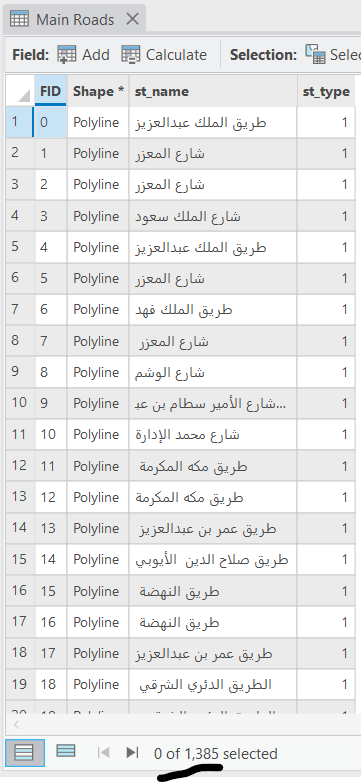 Main Roads
Field: Add Calculate Selection:
FID Shape * st_name st_type
1 0 Polyline طريق الملك عبدالعزيز 1
2 1 Polyline شارع المعزر 1
3 2 Polyline شارع المعزر 1
4 3 Polyline شارع الملك سعود 1
5 4 Polyline طريق الملك عبدالعزيز 1
6 5 Polyline شارع المعزر 1
7 6 Polyline طريق الملك فهد 1
8 7 Polyline شارع المعزر 1
9 8 Polyline شارع الوشم 1
10 9 Polyline شارع الأمير سطام بن عب... 1
11 10 Polyline شارع محمد الإدارة 1
12 11 Polyline طريق مكه المكرمة 1
13 12 Polyline طريق مكه المكرمة 1
14 13 Polyline طريق عمر بن عبدالعزيز 1
15 14 Polyline طريق صلاح الدين الأيوبي 1
16 15 Polyline طريق النهضة 1
17 16 Polyline طريق النهضة 1
18 17 Polyline طريق عمر بن عبدالعزيز 1
19 18 Polyline الطريق الدئري الشرقي 1
0 of 1,385 selected